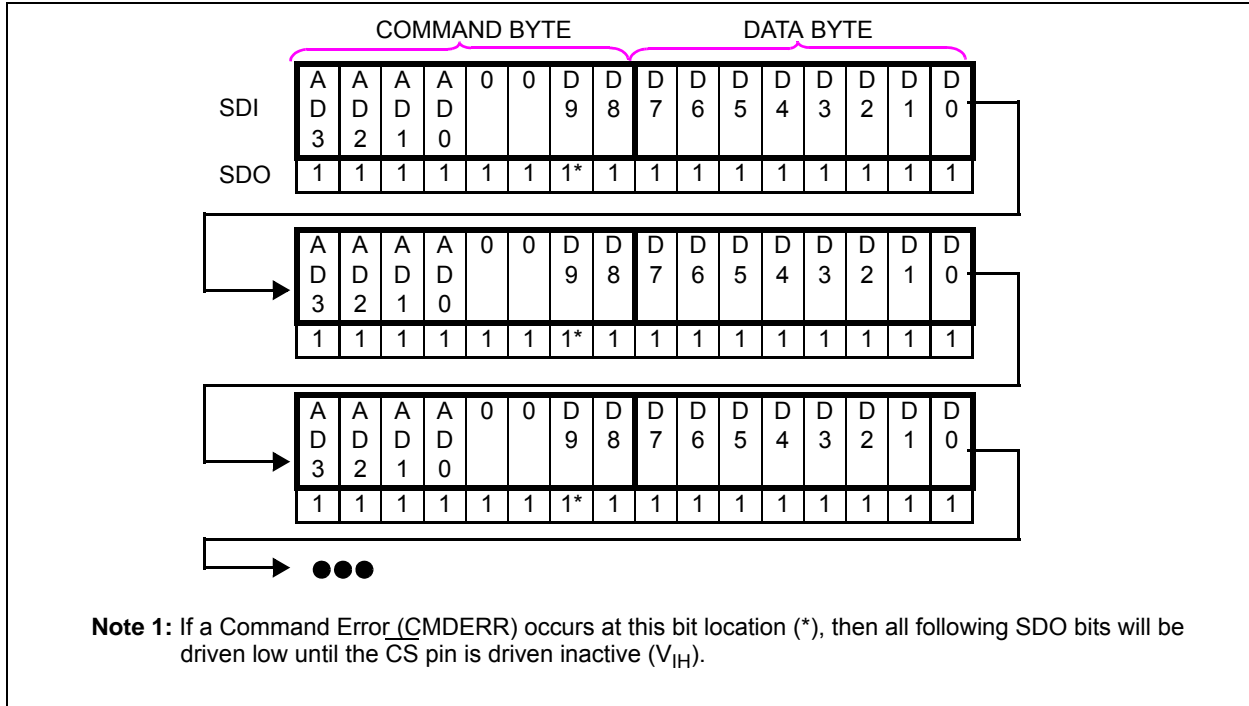 COMMAND BYTE DATA BYTE
A A A A 0 0 D D D D D D D D D D
SDI D D D D 9 8 7 6 5 4 3 2 1 0
3 2 1 0
SDO 1 1 1 1 1 1 1* 1 1 1 1 1 1 1 1 1
A A A A 0 0 D D D D D D D D D D
D D D D 9 8 7 6 5 4 3 2 1 0
3 2 1 0
1 1 1 1 1 1 1* 1 1 1 1 1 1 1 1 1
A A A A 0 0 D D D D D D D D D D
D D D D 9 8 7 6 5 4 3 2 1 0
3 2 1 0
1 1 1 1 1 1 1* 1 1 1 1 1 1 1 1 1
Note 1: If a Command Error (CMDERR) occurs at this bit location (*), then all following SDO bits will be
driven low until the C̅S̅ pin is driven inactive (VIH).